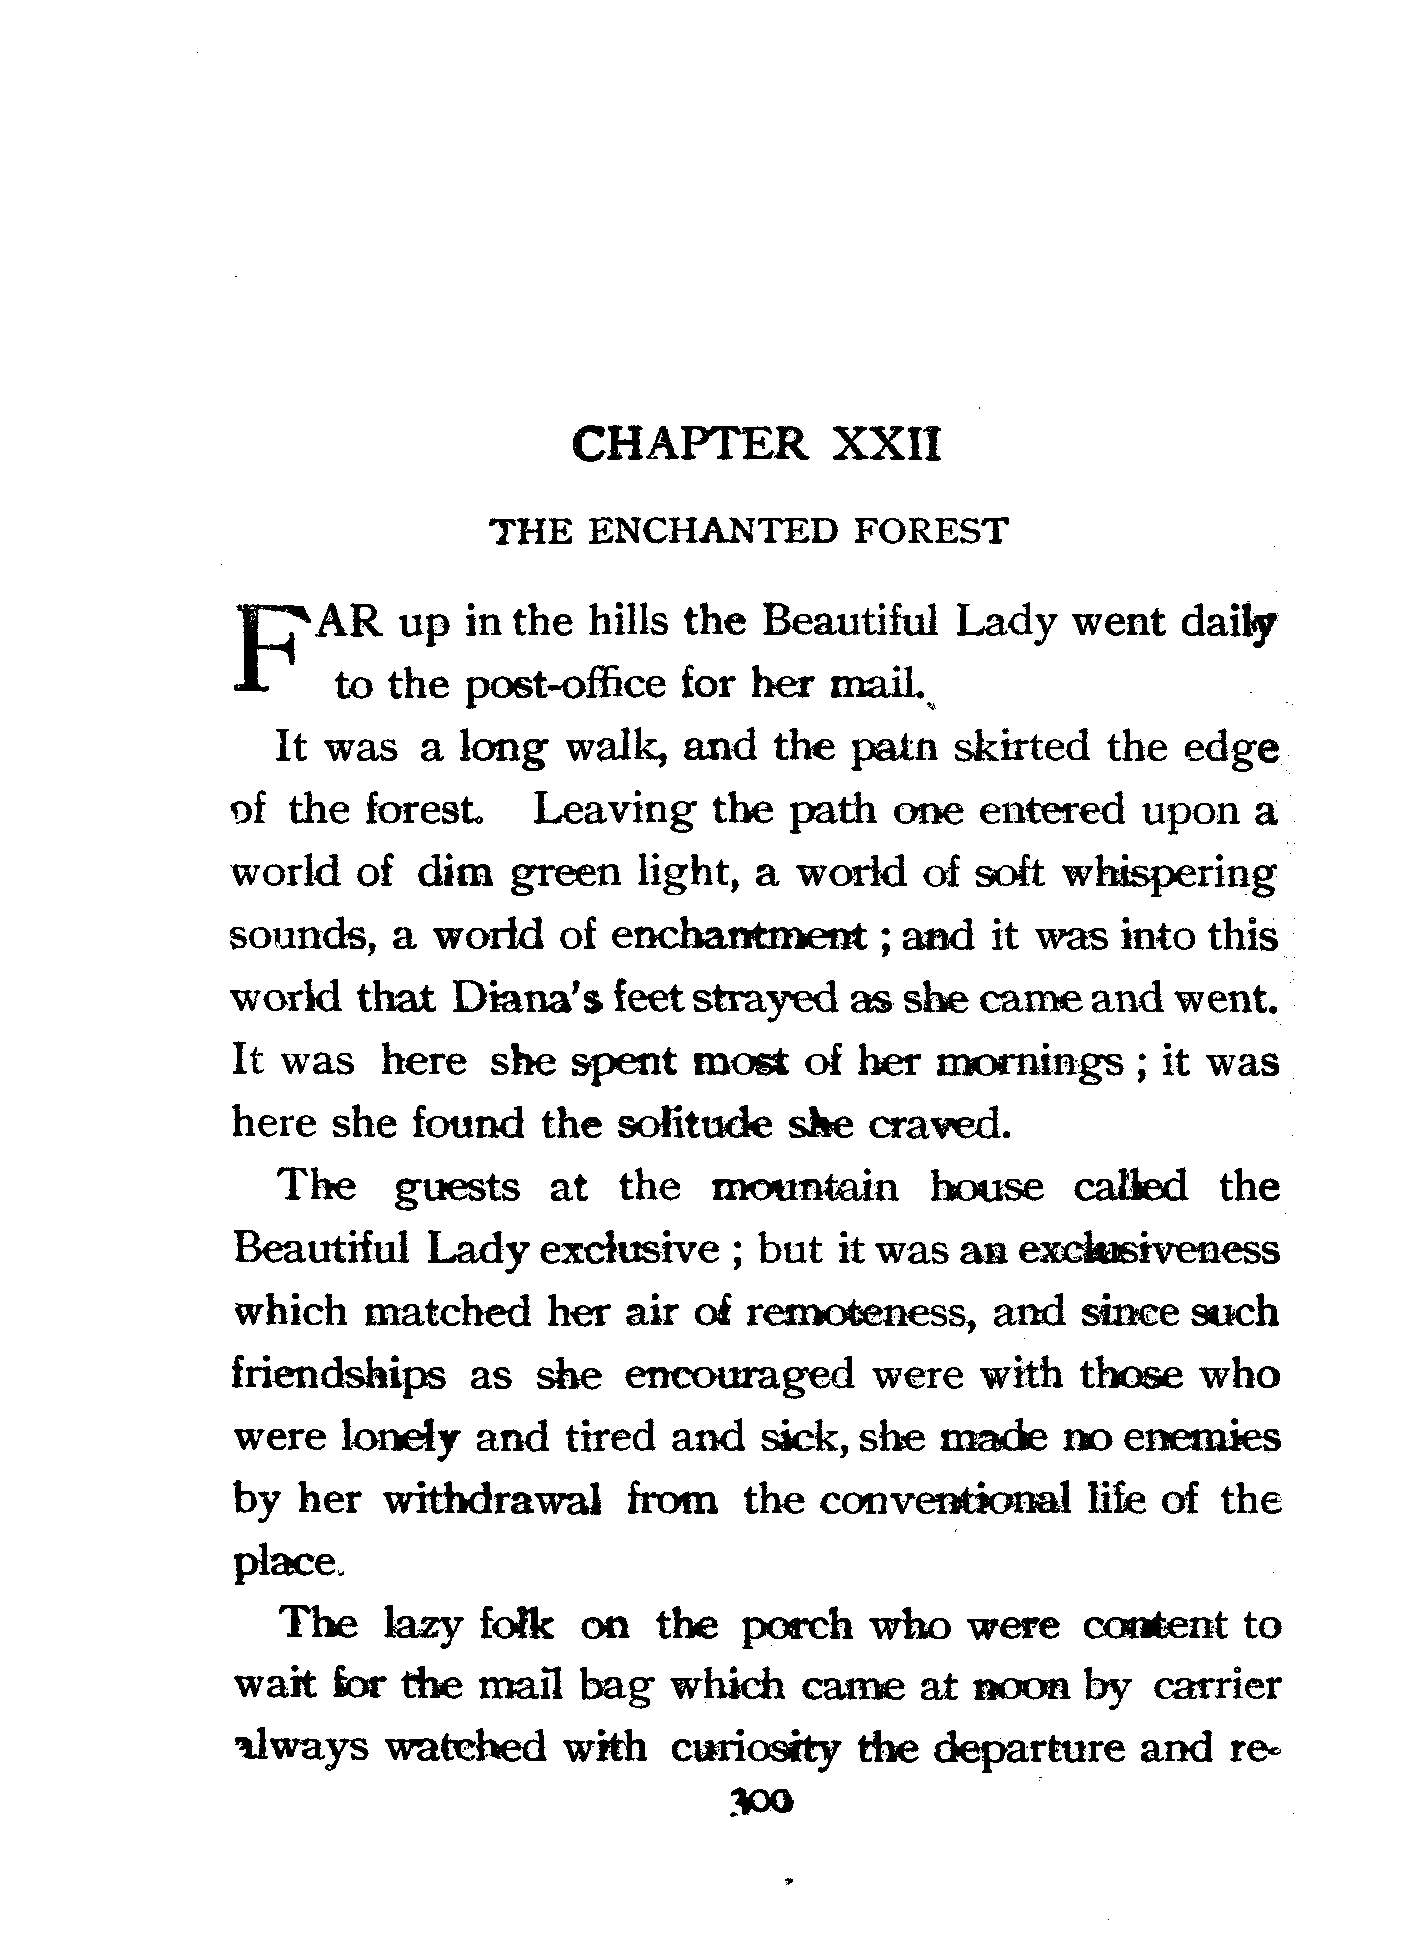 CHAPTER XXII
THE ENCHANTED FOREST
FAR up in the hills the Beautiful Lady went daily
to the post-office for her mail.
It was a long walk, and the path skirted the edge
of the forest. Leaving the path one entered upon a
world of dim green light, a world of soft whispering
sounds, a world of enchantment ; and it was into this
world that Diana's feet strayed as she came and went.
It was here she spent most of her mornings ; it was
here she found the solitude she craved.
The guests at the mountain house called the
Beautiful Lady exclusive ; but it was an exclusiveness
which matched her air of remoteness, and since such
friendships as she encouraged were with those who
were lonely and tired and sick, she made no enemies
by her withdrawal from the conventional life of the
place.
The lazy folk on the porch who were content to
wait for the mail bag which came at noon by carrier
always watched with curiosity the departure and re-
300